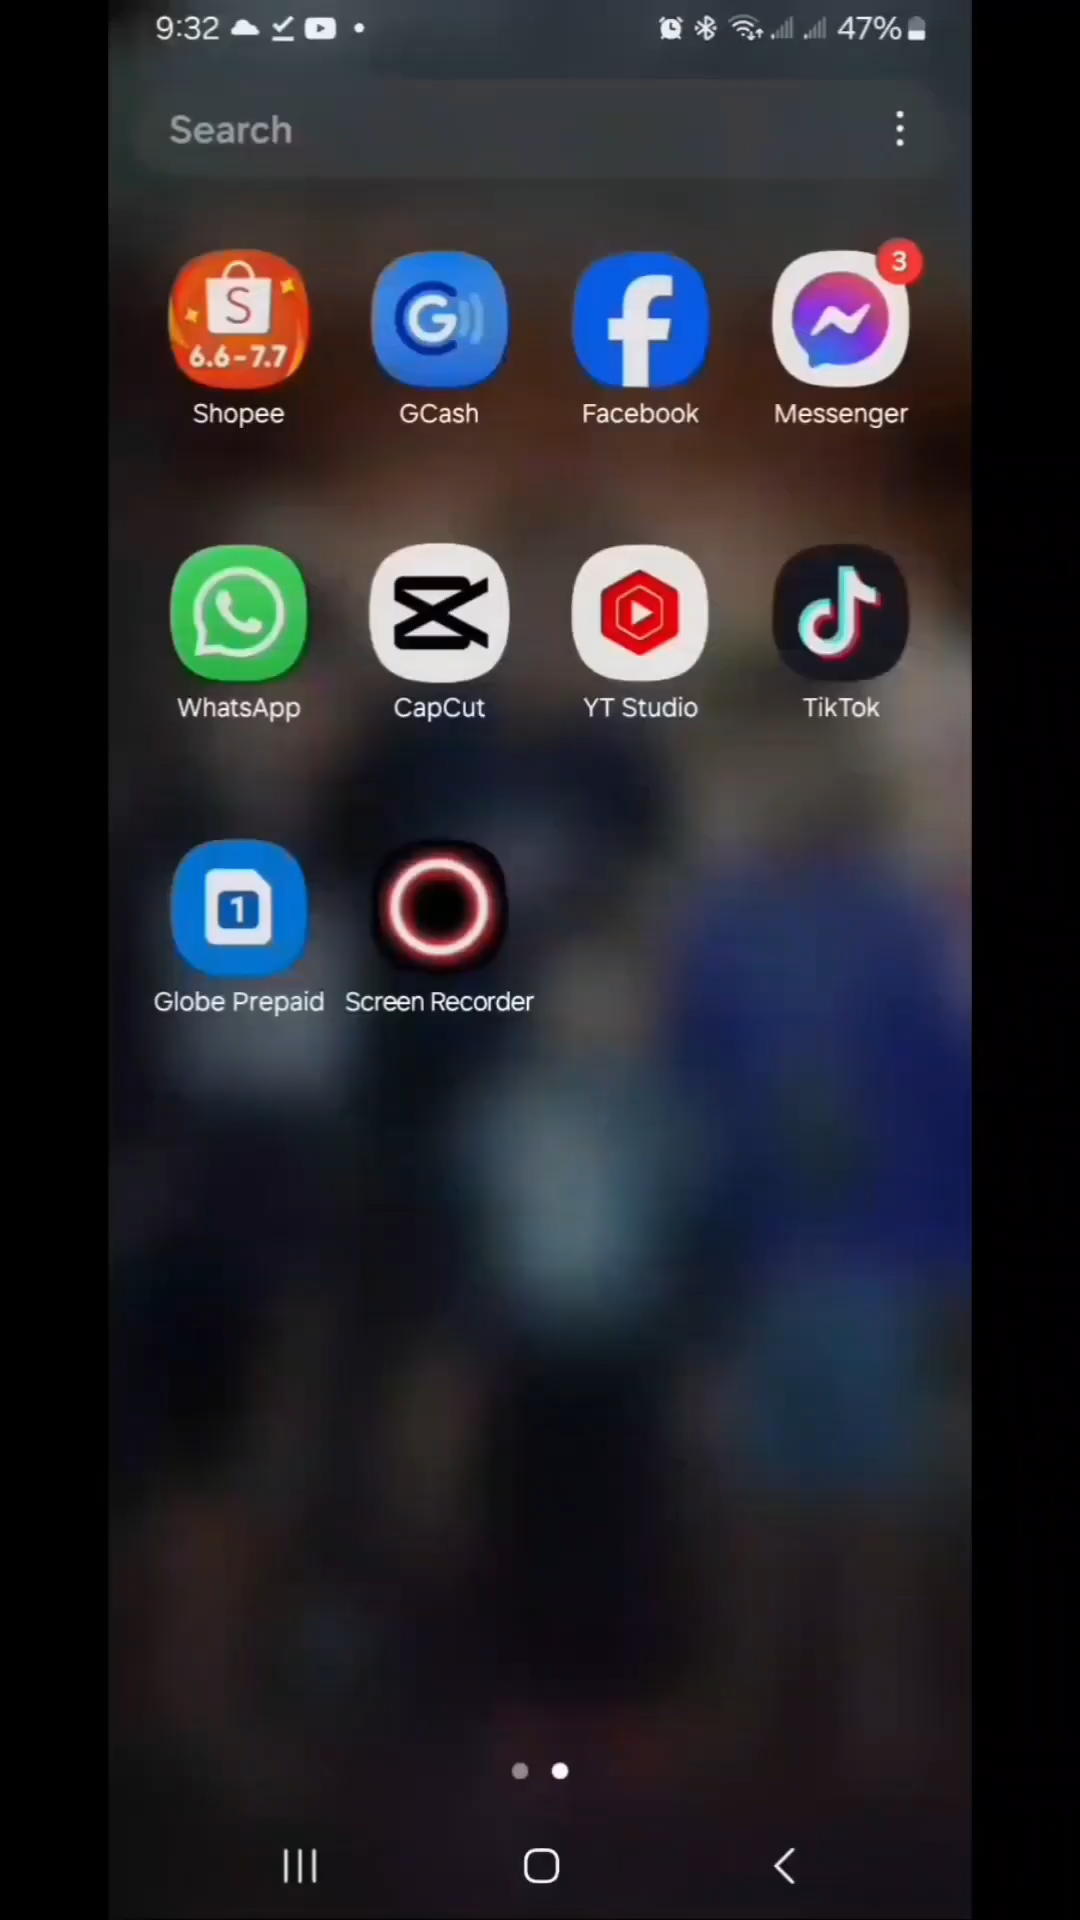 9:32 47%
Search
S
6.6-7.7
3
Shopee GCash Facebook Messenger
WhatsApp CapCut YT Studio TikTok
1
Globe Prepaid Screen Recorder